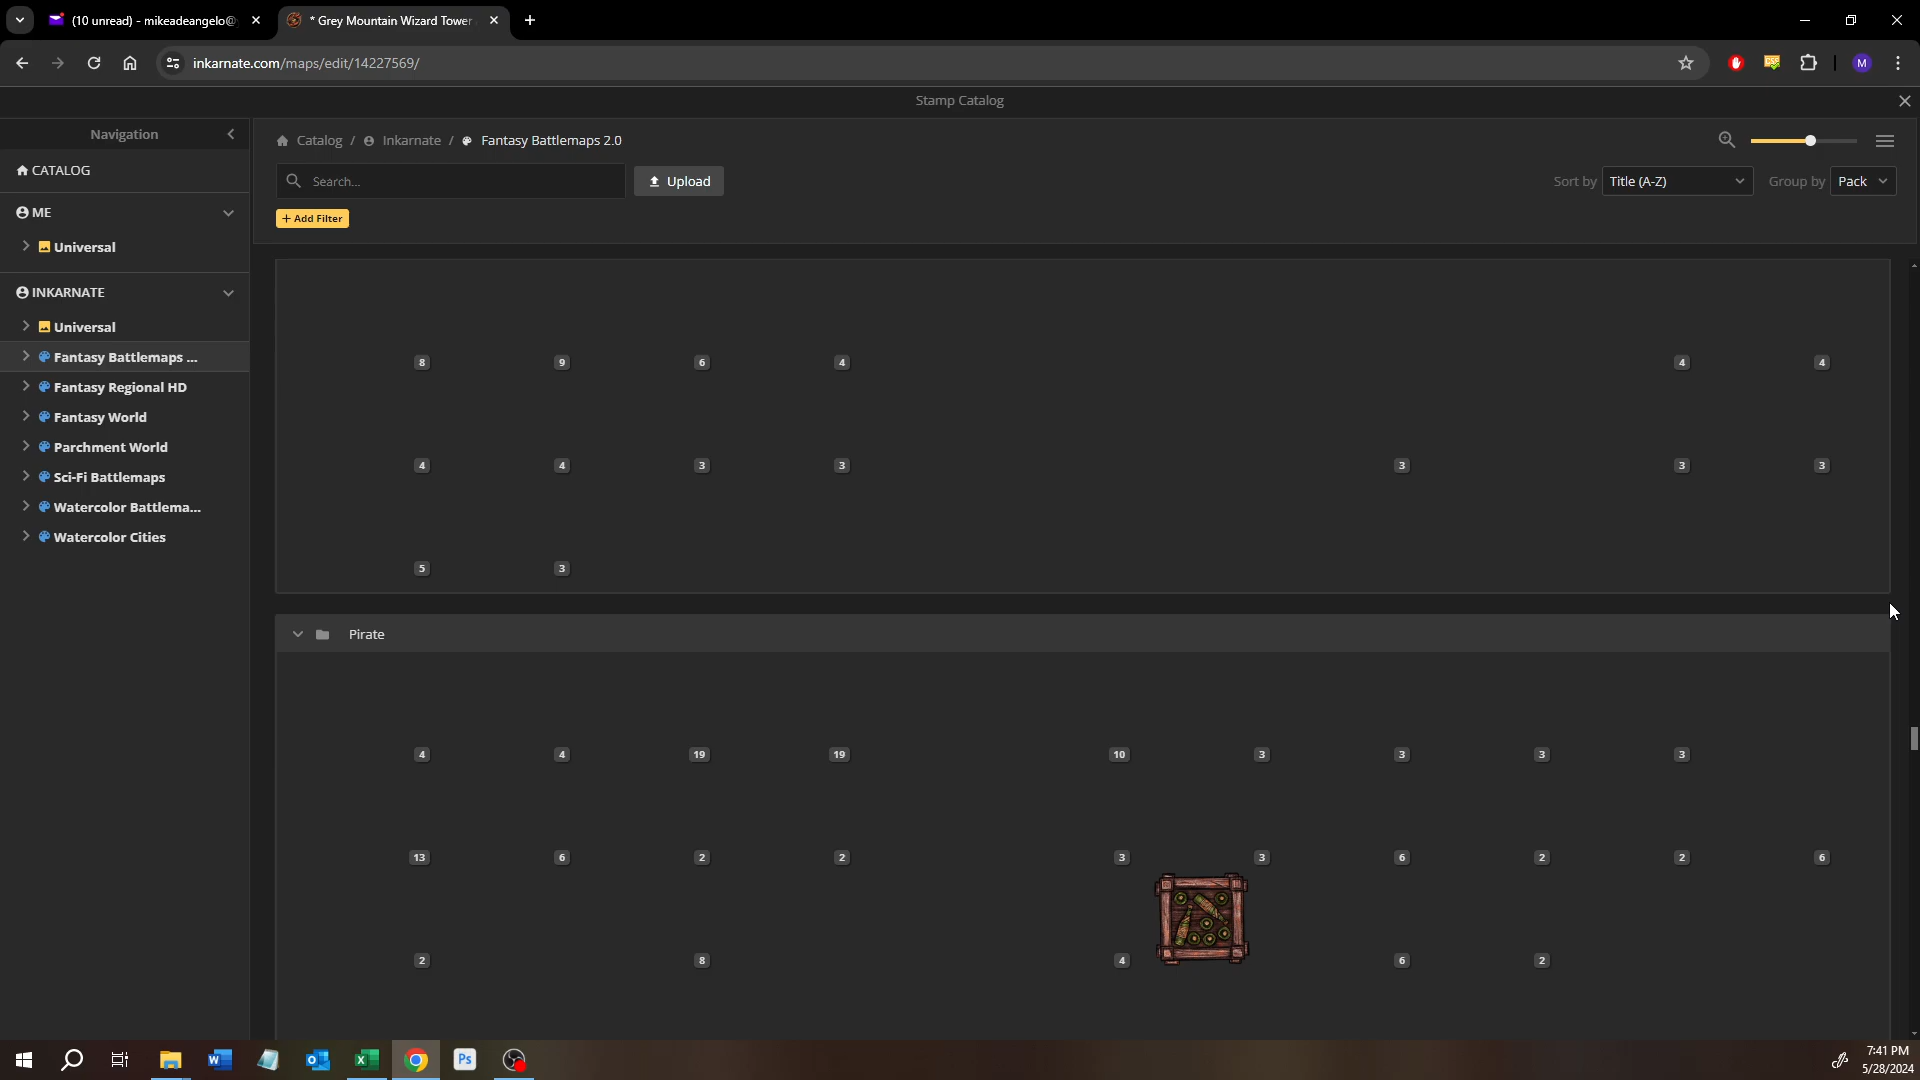 (10 unread) - mikeadeangelo@
* Grey Mountain Wizard Tower
inkarnate.com/maps/edit/14227569/
M
Stamp Catalog
Navigation
Catalog / Inkarnate / Fantasy Battlemaps 2.0
CATALOG
Search...
Upload
Sort by Title (A-Z)
Group by Pack
+ Add Filter
ME
Universal
INKARNATE
Universal
Fantasy Battlemaps ...
Fantasy Regional HD
Fantasy World
Parchment World
Sci-Fi Battlemaps
Watercolor Battlema...
Watercolor Cities
8 9 6 4 4 4
4 4 3 3 3 3 3
5 3
Pirate
4 4 19 19 10 3 3 3 3
13 6 2 2 3 3 6 2 2 6
2 8 4 6 2
Ps
7:41 PM
5/28/2024